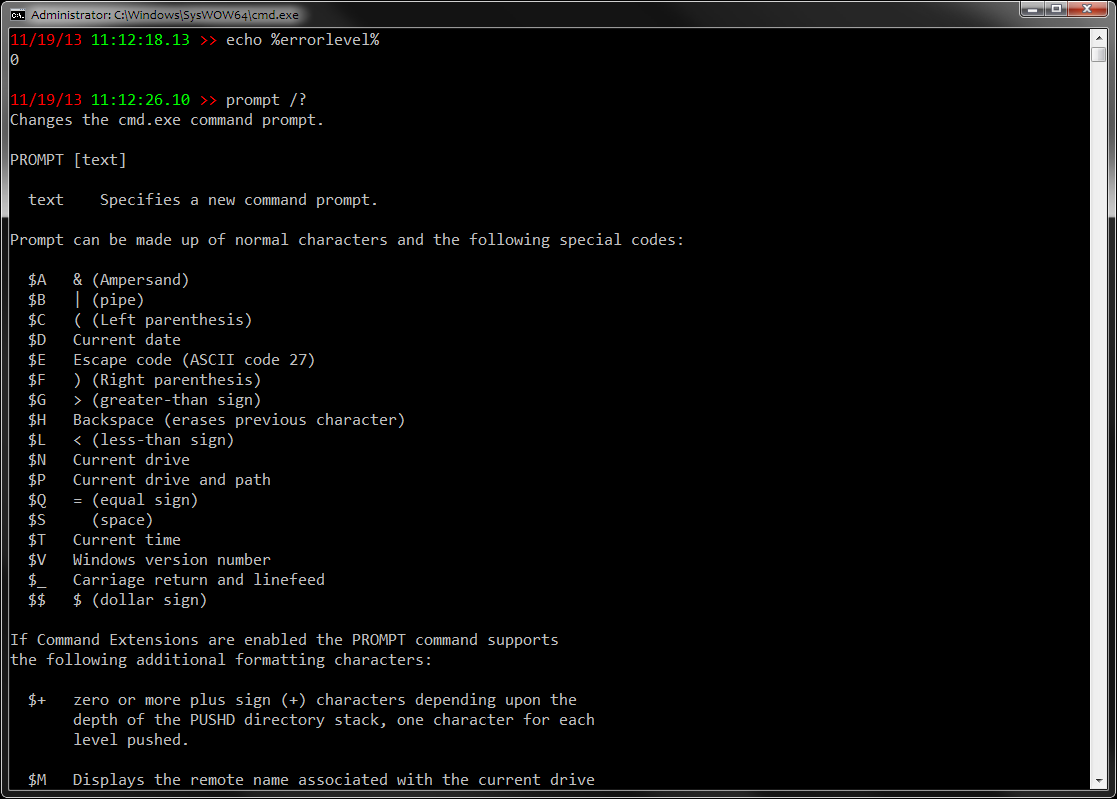 Administrator: C:\Windows\SysWOW64\cmd.exe
11/19/13 11:12:18.13 >> echo %errorlevel%
0
11/19/13 11:12:26.10 >> prompt /?
Changes the cmd.exe command prompt.
PROMPT [text]
text    Specifies a new command prompt.
Prompt can be made up of normal characters and the following special codes:
$A   & (Ampersand)
$B   | (pipe)
$C   ( (Left parenthesis)
$D   Current date
$E   Escape code (ASCII code 27)
$F   ) (Right parenthesis)
$G   > (greater-than sign)
$H   Backspace (erases previous character)
$L   < (less-than sign)
$N   Current drive
$P   Current drive and path
$Q   = (equal sign)
$S     (space)
$T   Current time
$V   Windows version number
$_   Carriage return and linefeed
$$   $ (dollar sign)
If Command Extensions are enabled the PROMPT command supports
the following additional formatting characters:
$+   zero or more plus sign (+) characters depending upon the
depth of the PUSHD directory stack, one character for each
level pushed.
$M   Displays the remote name associated with the current drive